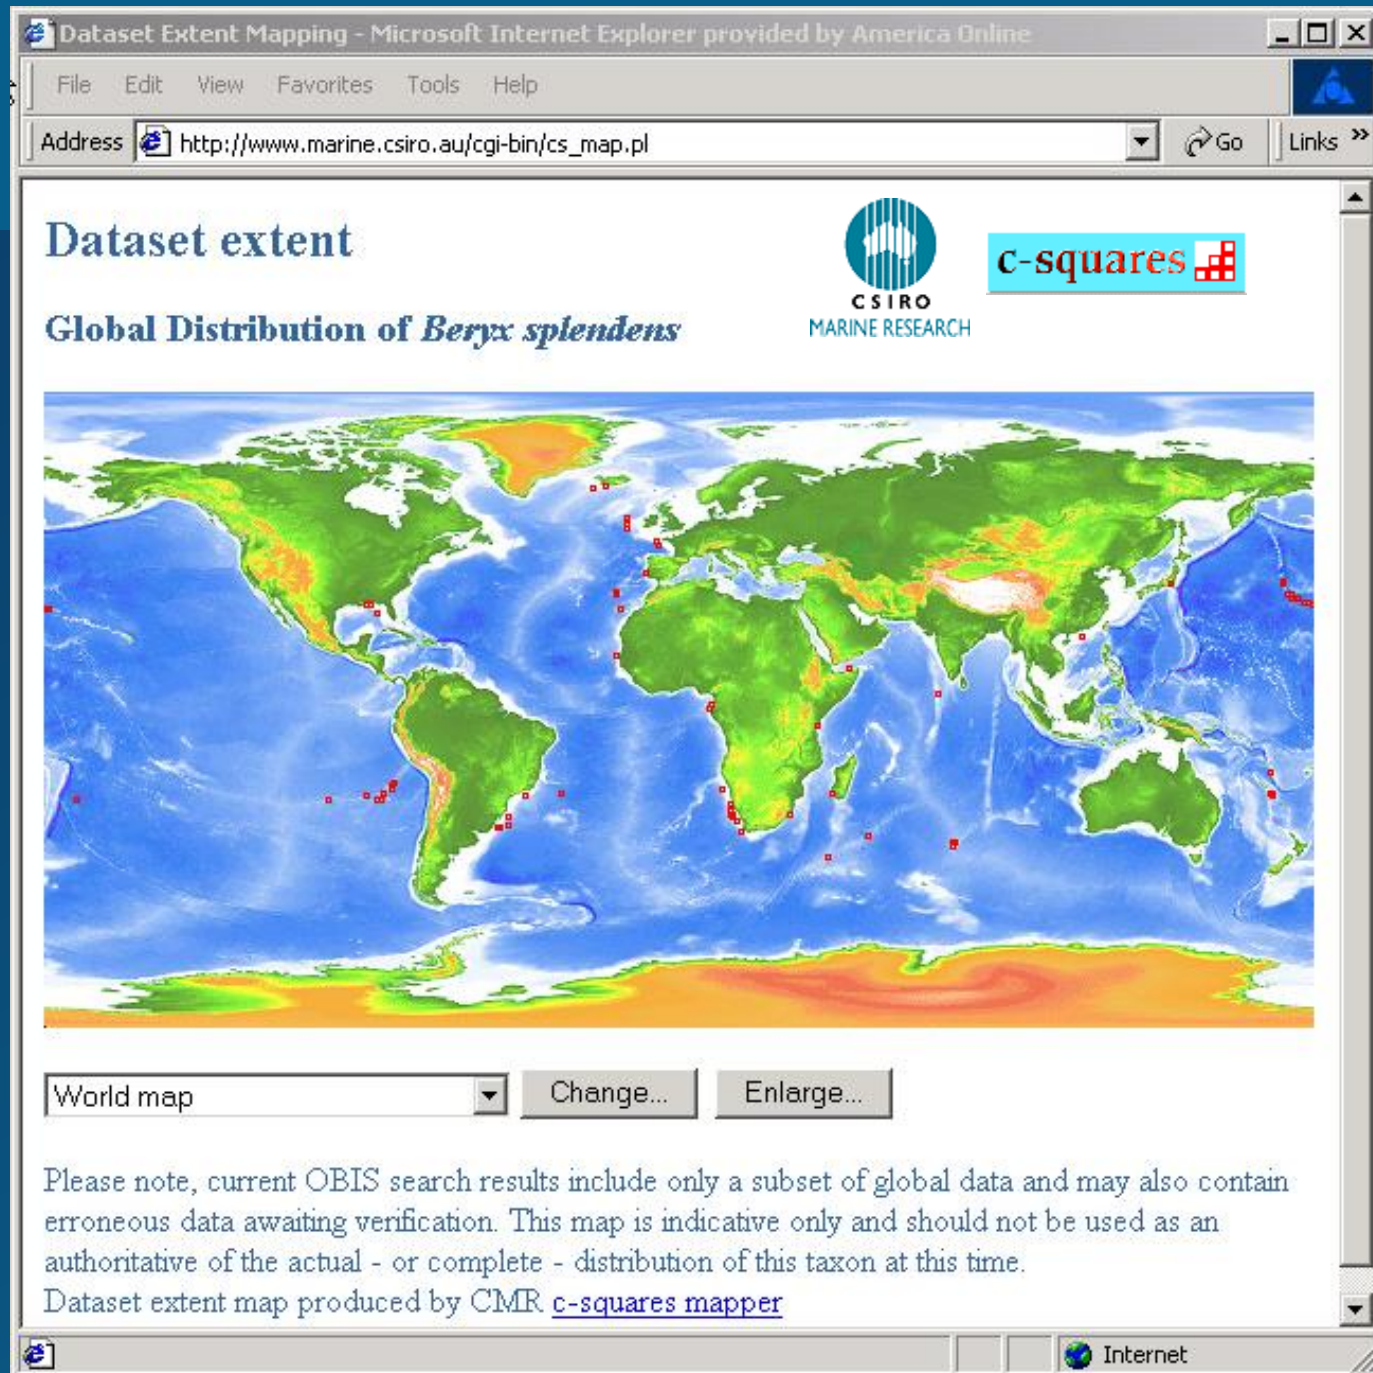 Dataset Extent Mapping - Microsoft Internet Explorer provided by America Online
File Edit View Favorites Tools Help
Address http://www.marine.csiro.au/cgi-bin/cs_map.pl Go Links »
Dataset extent
CSIRO
MARINE RESEARCH
c-squares
Global Distribution of Beryx splendens
World map Change... Enlarge...
Please note, current OBIS search results include only a subset of global data and may also contain
erroneous data awaiting verification. This map is indicative only and should not be used as an
authoritative of the actual - or complete - distribution of this taxon at this time.
Dataset extent map produced by CMR c-squares mapper
Internet